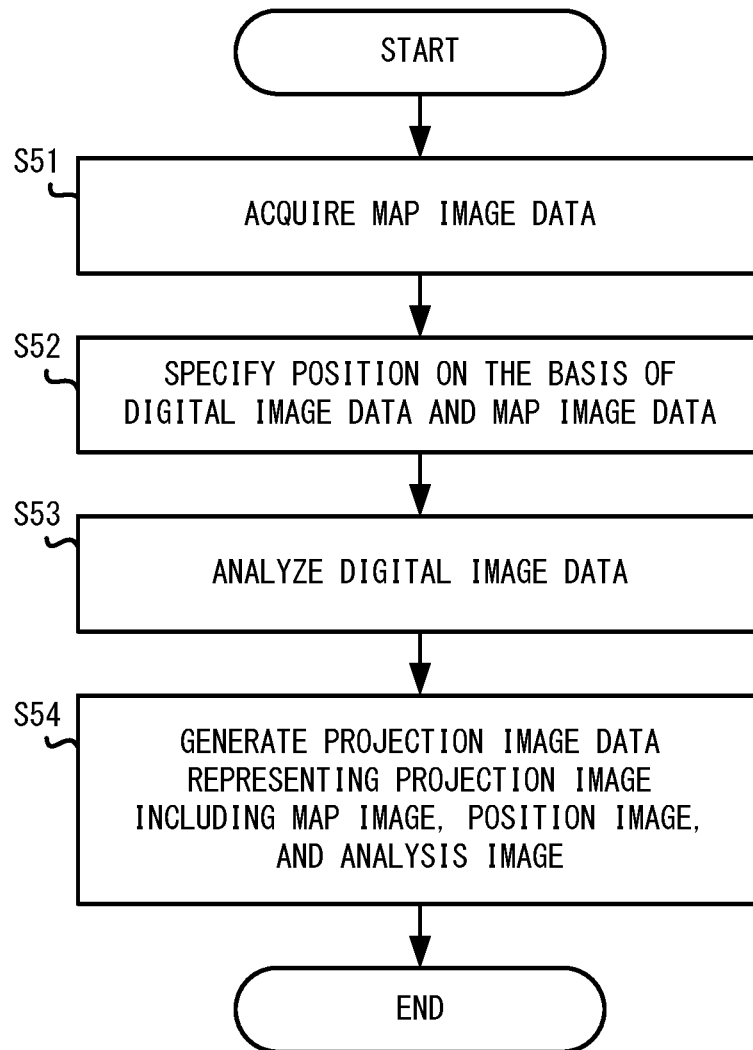 START
S51
ACQUIRE MAP IMAGE DATA
S52
SPECIFY POSITION ON THE BASIS OF
DIGITAL IMAGE DATA AND MAP IMAGE DATA
S53
ANALYZE DIGITAL IMAGE DATA
S54
GENERATE PROJECTION IMAGE DATA
REPRESENTING PROJECTION IMAGE
INCLUDING MAP IMAGE, POSITION IMAGE,
AND ANALYSIS IMAGE
END